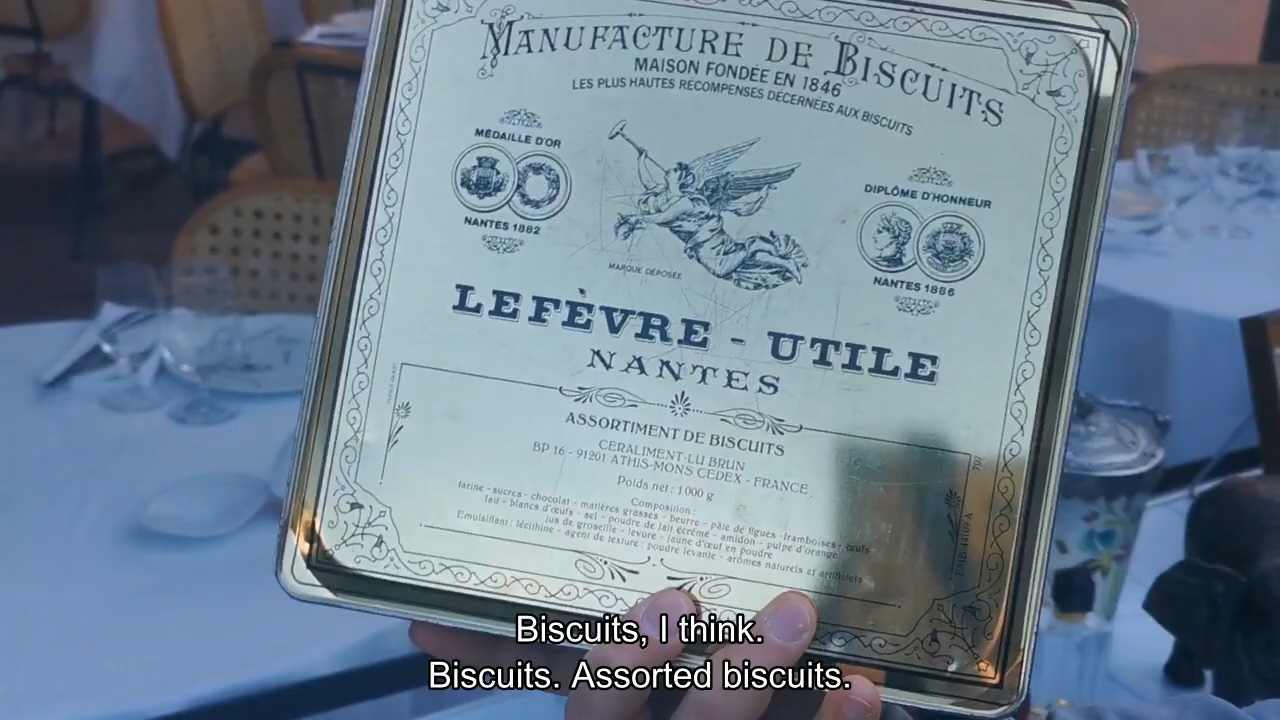 MANUFACTURE DE BISCUITS
MAISON FONDÉE EN 1846
LES PLUS HAUTES RECOMPENSES DÉCERNÉES AUX BISCUITS
MÉDAILLE D'OR
NANTES 1882
DIPLÔME D'HONNEUR
NANTES 1886
MARQUE DÉPOSÉE
LEFÈVRE - UTILE
NANTES
ASSORTIMENT DE BISCUITS
CERALIMENT-LU BRUN
BP 16 - 91201 ATHIS-MONS CEDEX - FRANCE
Poids net : 1 000 g
Composition :
farine - sucres - chocolat - matières grasses - beurre - pâte de figues - framboises - œufs
lait - blancs d'œufs - sel - poudre de lait écrémé - amidon - pulpe d'orange
jus de groseille - levure - jaune d'œuf en poudre
Emulsifiant : lécithine - agent de texture : poudre levante - arômes naturels et artificiels
Biscuits, I think.
Biscuits. Assorted biscuits.